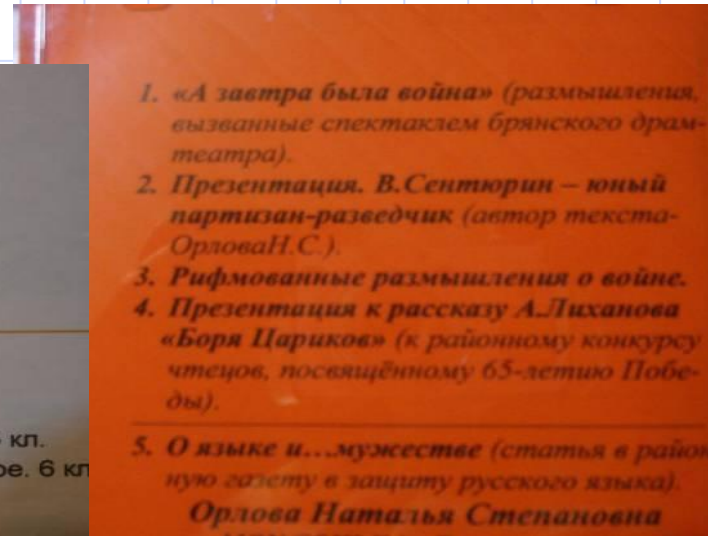 1. «А завтра была война» (размышления,
вызванные спектаклем брянского драм-
театра).
2. Презентация. В.Сентюрин – юный
партизан-разведчик (автор текста-
ОрловаН.С.).
3. Рифмованные размышления о войне.
4. Презентация к рассказу А.Лиханова
«Боря Цариков» (к районному конкурсу
чтецов, посвящённому 65-летию Побе-
ды).
кл.
5. О языке и…мужестве (статья в район
ре. 6 кл
ную газету в защиту русского языка).
Орлова Наталья Степановна